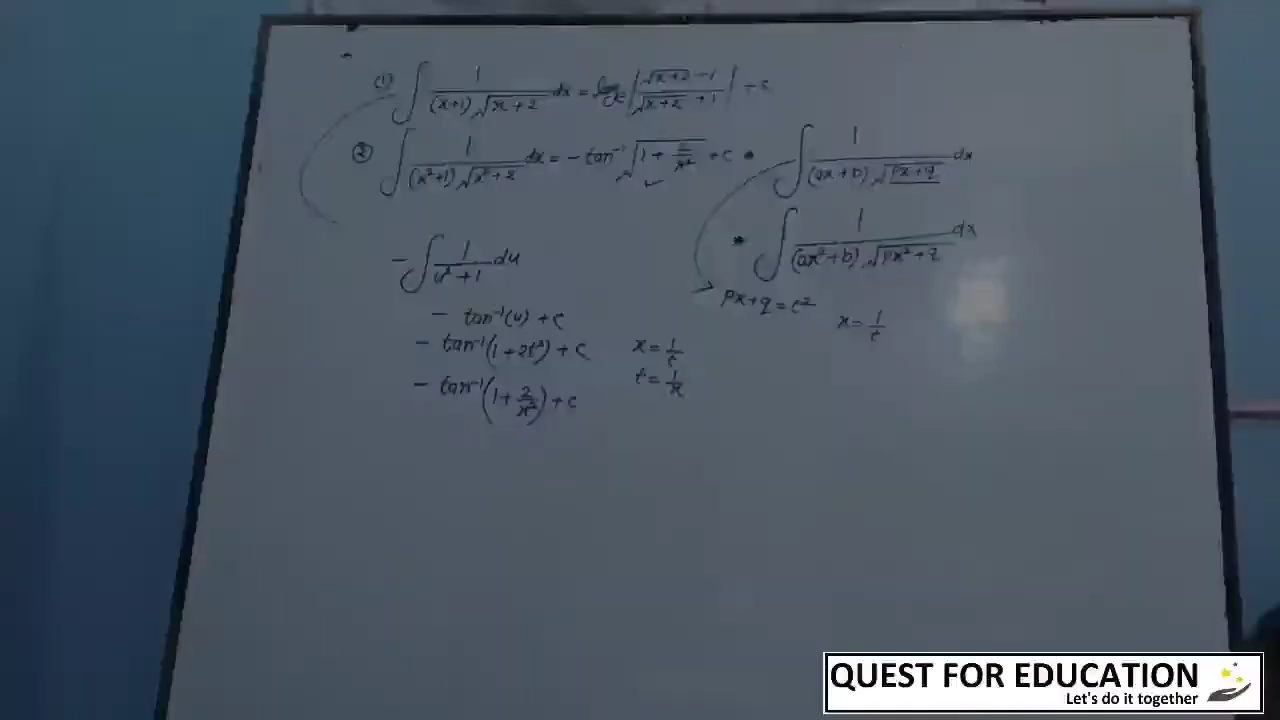 (1) ∫ 1/((x+1)√(x+2)) dx = log |(√(x+2) - 1)/(√(x+2) + 1)| + c
② ∫ 1/((x²+1)√(x²+2)) dx = - tan⁻¹ √(1 + 2/x²) + c
• ∫ 1/((ax+b)√(px+q)) dx
• ∫ 1/((ax²+b)√(px²+q)) dx
px+q = t²
x = 1/t
- ∫ 1/(u²+1) du
- tan⁻¹(u) + c
- tan⁻¹(1+2t²) + c
x = 1/t
- tan⁻¹(1 + 2/x²) + c
t = 1/x
QUEST FOR EDUCATION
Let's do it together